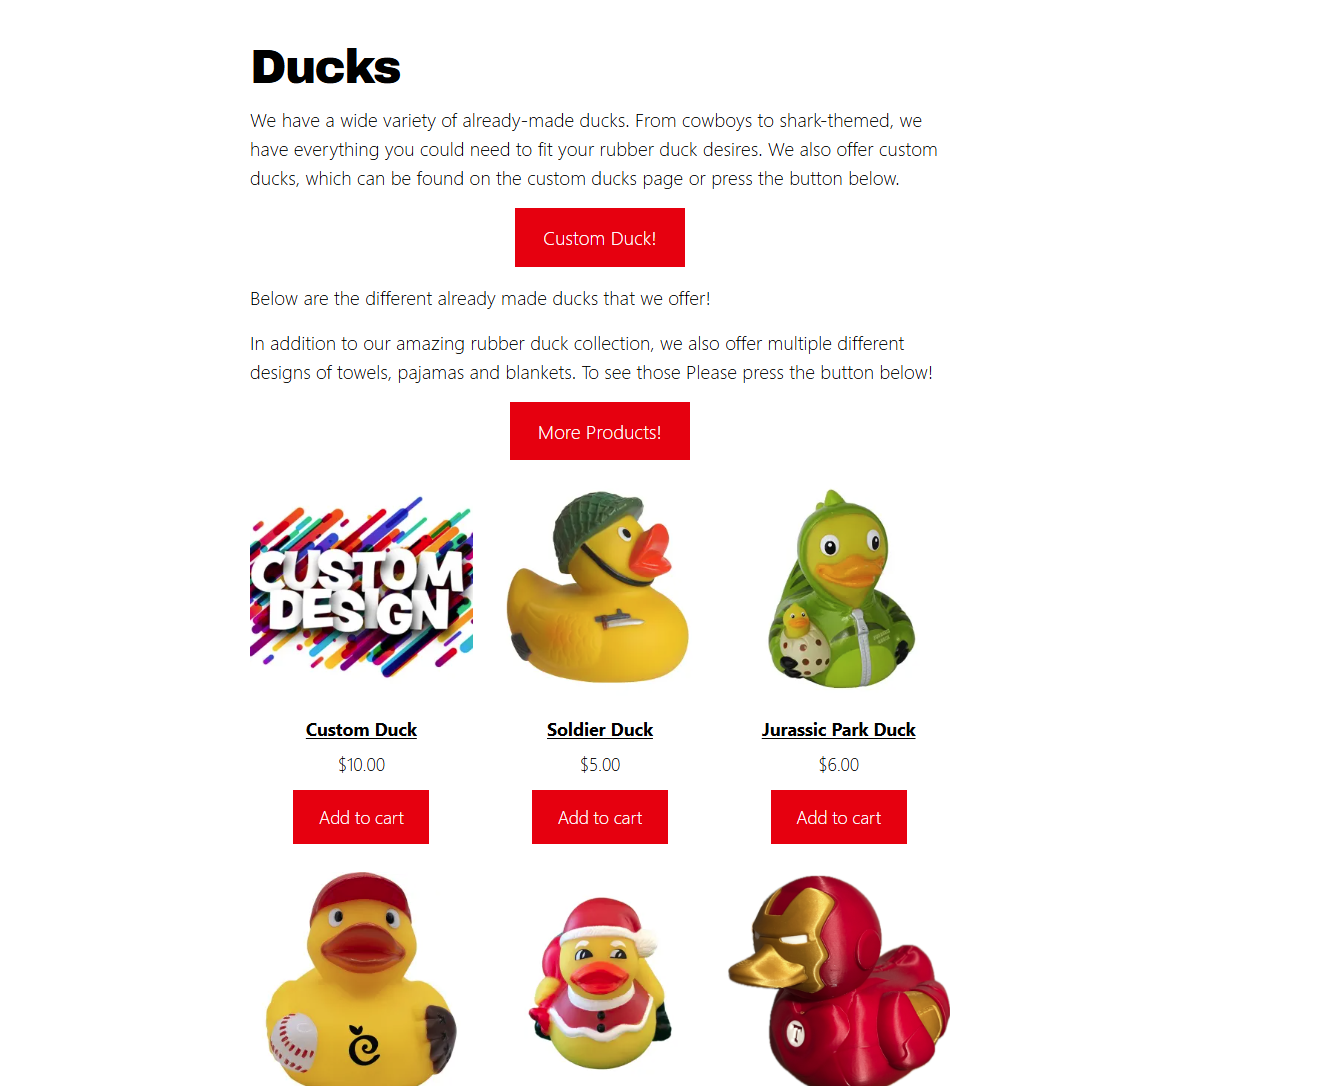 Ducks
We have a wide variety of already-made ducks. From cowboys to shark-themed, we
have everything you could need to fit your rubber duck desires. We also offer custom
ducks, which can be found on the custom ducks page or press the button below.
Custom Duck!
Below are the different already made ducks that we offer!
In addition to our amazing rubber duck collection, we also offer multiple different
designs of towels, pajamas and blankets. To see those Please press the button below!
More Products!
CUSTOM
DESIGN
Custom Duck
$10.00
Add to cart
Soldier Duck
$5.00
Add to cart
Jurassic Park Duck
$6.00
Add to cart